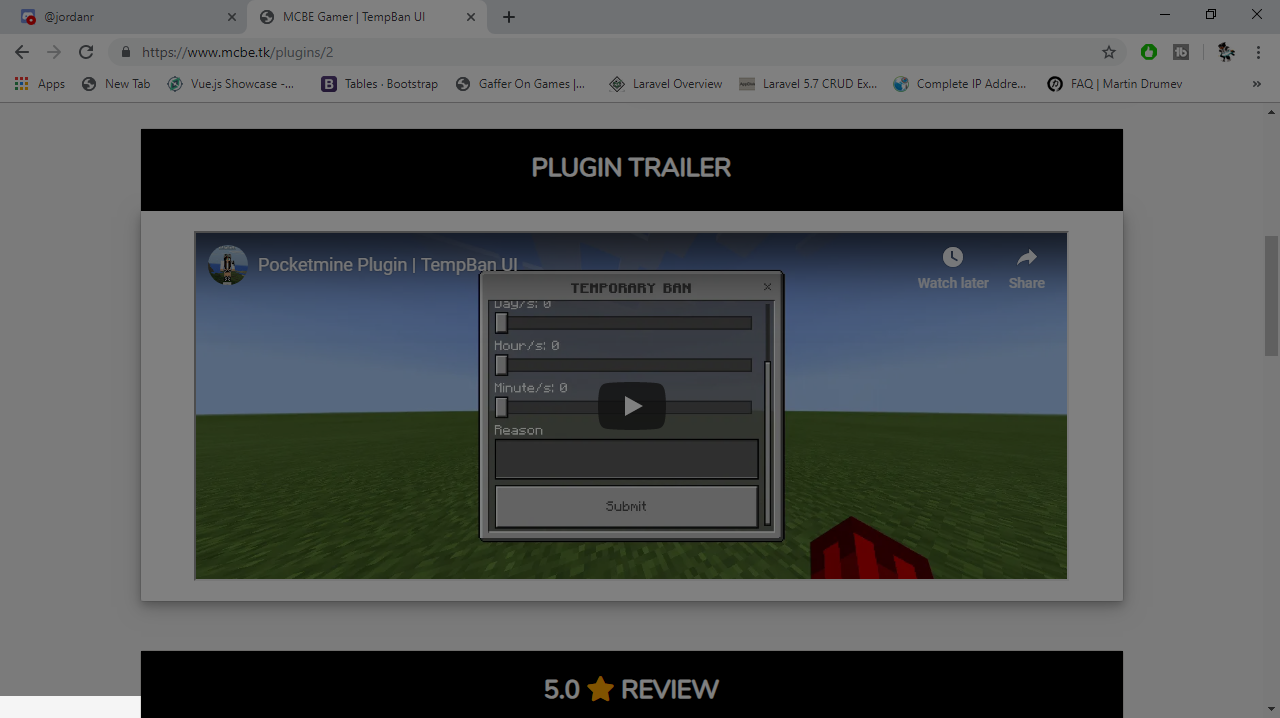 @jordanr
MCBE Gamer | TempBan UI
https://www.mcbe.tk/plugins/2
Apps
New Tab
Vue.js Showcase -...
Tables · Bootstrap
Gaffer On Games |...
Laravel Overview
Laravel 5.7 CRUD Ex...
Complete IP Addre...
FAQ | Martin Drumev
»
PLUGIN TRAILER
Pocketmine Plugin | TempBan UI
Watch later
Share
TEMPORARY BAN
Day/s: 0
Hour/s: 0
Minute/s: 0
Reason
Submit
5.0 ⭐ REVIEW